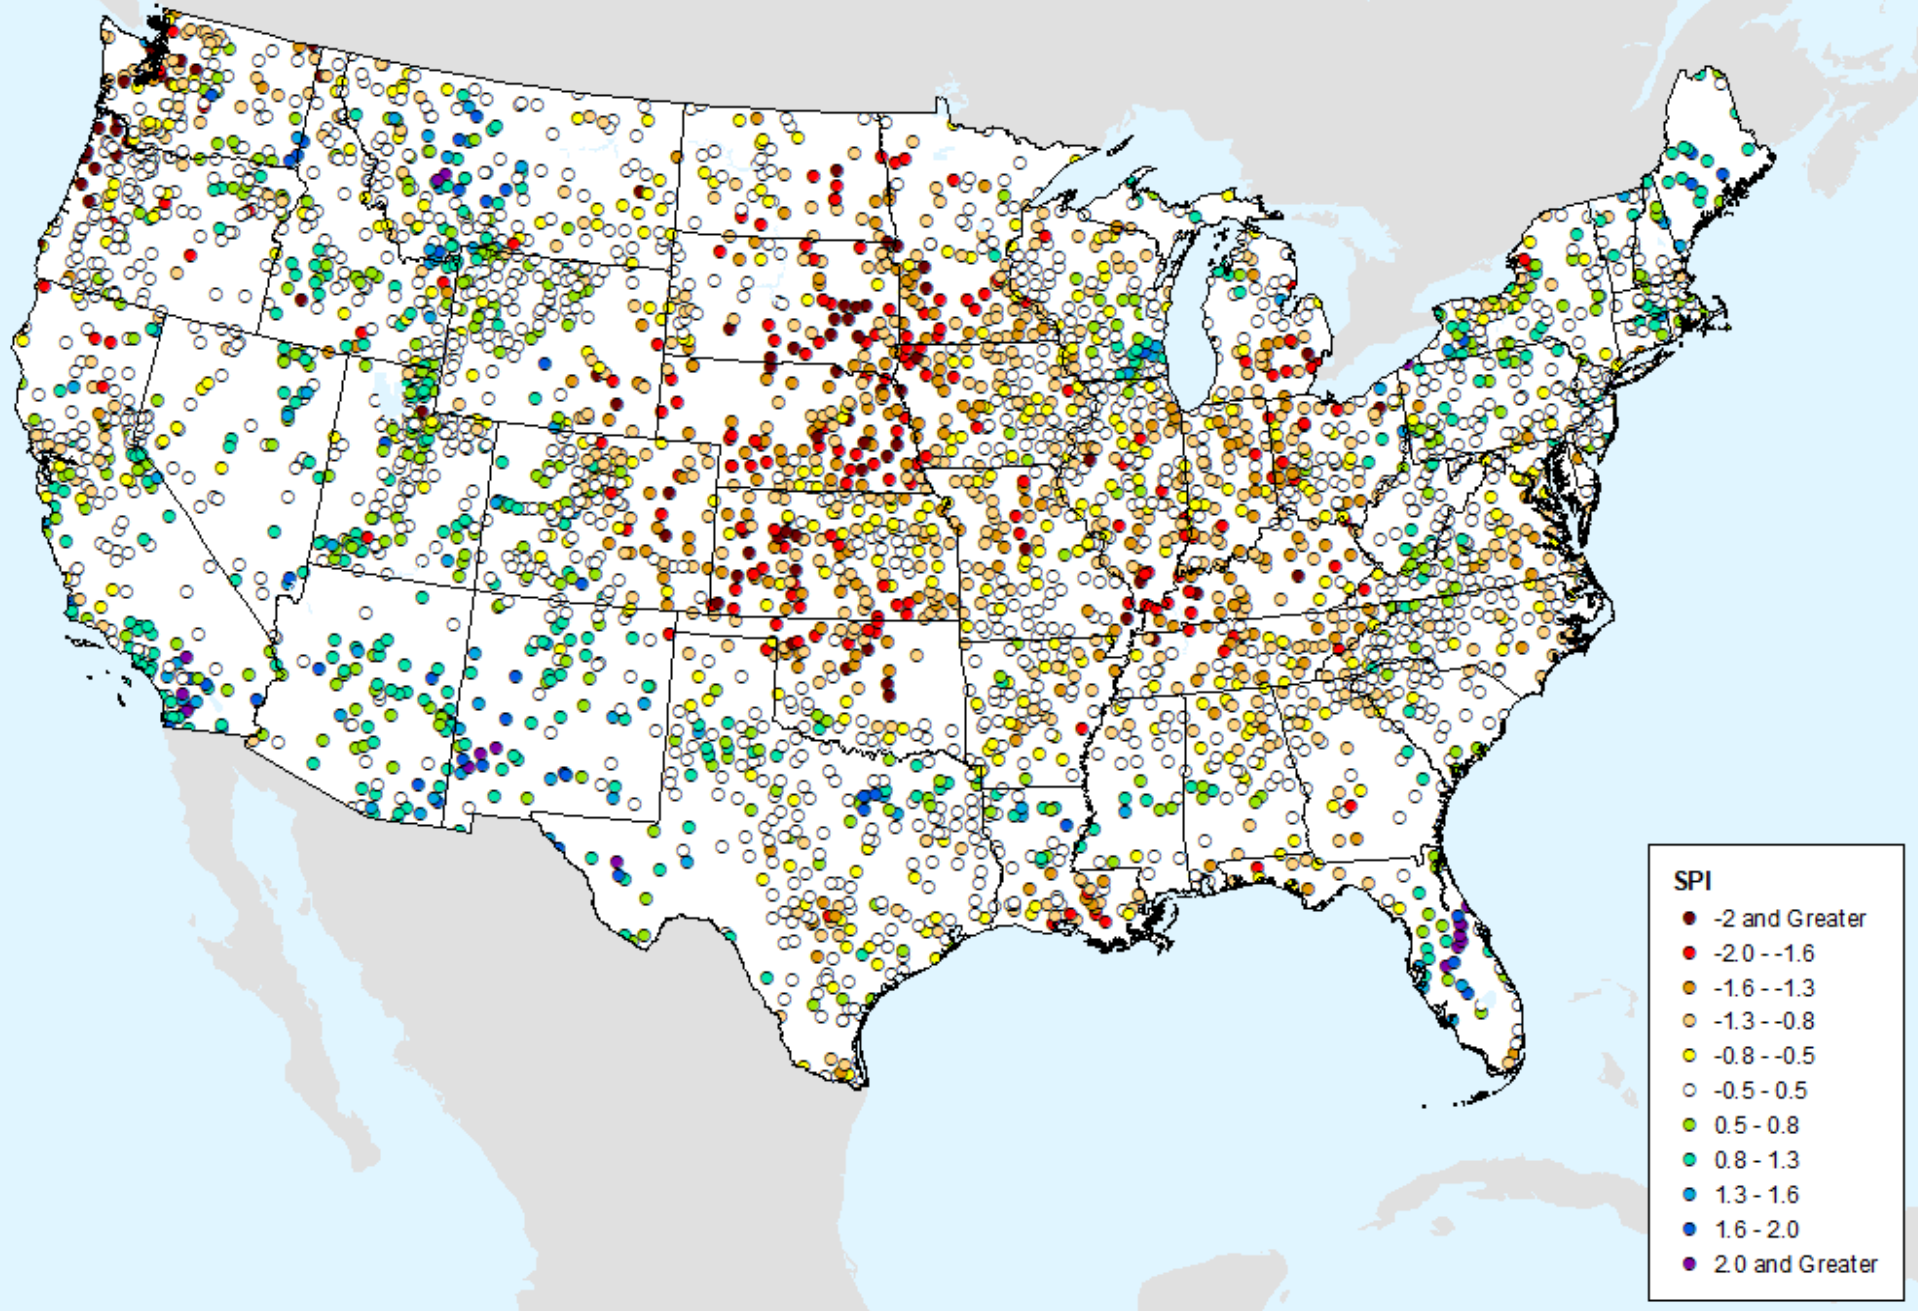 SPI
-2 and Greater
-2.0 - -1.6
-1.6 - -1.3
-1.3 - -0.8
-0.8 - -0.5
-0.5 - 0.5
0.5 - 0.8
0.8 - 1.3
1.3 - 1.6
1.6 - 2.0
2.0 and Greater